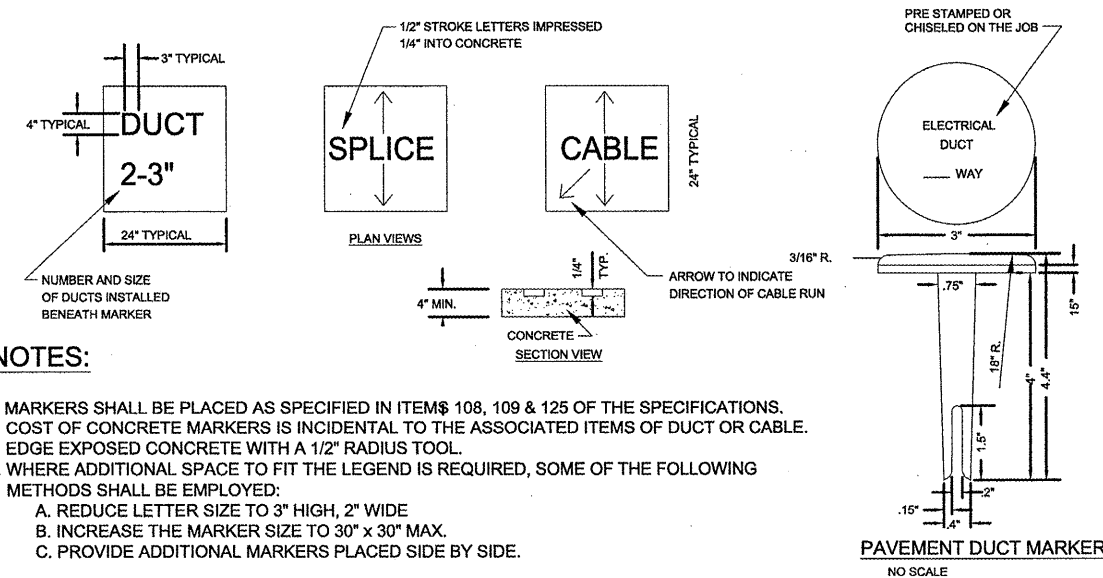 1/2" STROKE LETTERS IMPRESSED
1/4" INTO CONCRETE
3" TYPICAL
4" TYPICAL
DUCT
2-3"
24" TYPICAL
NUMBER AND SIZE
OF DUCTS INSTALLED
BENEATH MARKER
SPLICE
PLAN VIEWS
CABLE
24" TYPICAL
ARROW TO INDICATE
DIRECTION OF CABLE RUN
1/4"
TYP.
4" MIN.
CONCRETE
SECTION VIEW
PRE STAMPED OR
CHISELED ON THE JOB
ELECTRICAL
DUCT
___ WAY
3"
3/16" R.
.75"
15"
18" R.
4"
4.4"
1.5"
.2"
.15"
.4"
PAVEMENT DUCT MARKER
NO SCALE
NOTES:
MARKERS SHALL BE PLACED AS SPECIFIED IN ITEM$ 108, 109 & 125 OF THE SPECIFICATIONS.
COST OF CONCRETE MARKERS IS INCIDENTAL TO THE ASSOCIATED ITEMS OF DUCT OR CABLE.
EDGE EXPOSED CONCRETE WITH A 1/2" RADIUS TOOL.
WHERE ADDITIONAL SPACE TO FIT THE LEGEND IS REQUIRED, SOME OF THE FOLLOWING
METHODS SHALL BE EMPLOYED:
A. REDUCE LETTER SIZE TO 3" HIGH, 2" WIDE
B. INCREASE THE MARKER SIZE TO 30" x 30" MAX.
C. PROVIDE ADDITIONAL MARKERS PLACED SIDE BY SIDE.